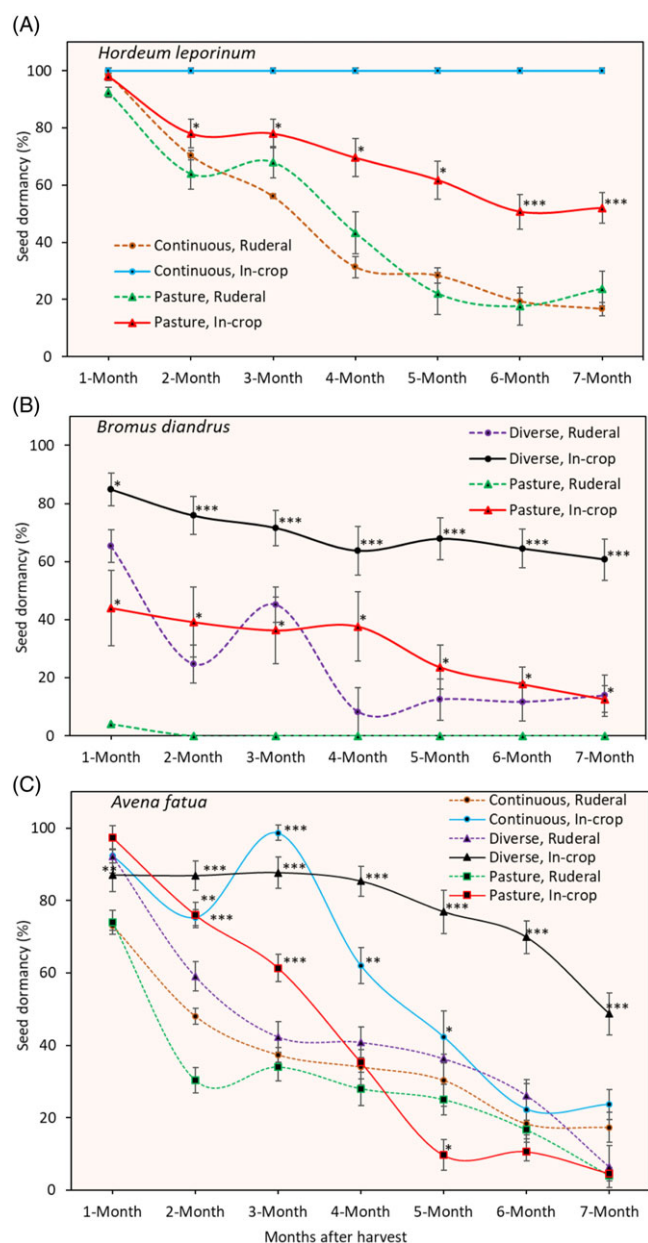 (A)
Hordeum leporinum
100
80
60
40
20
0
Seed dormancy (%)
*
*
*
*
***
***
Continuous, Ruderal
Continuous, In-crop
Pasture, Ruderal
Pasture, In-crop
1-Month 2-Month 3-Month 4-Month 5-Month 6-Month 7-Month
(B)
Bromus diandrus
100
80
60
40
20
0
Seed dormancy (%)
Diverse, Ruderal
Diverse, In-crop
Pasture, Ruderal
Pasture, In-crop
* *** *** *** *** *** ***
* * * * * * *
1-Month 2-Month 3-Month 4-Month 5-Month 6-Month 7-Month
(C)
Avena fatua
100
80
60
40
20
0
Seed dormancy (%)
Continuous, Ruderal
Continuous, In-crop
Diverse, Ruderal
Diverse, In-crop
Pasture, Ruderal
Pasture, In-crop
***
** *** *** *** *** *** ***
**
***
***
**
*
*
1-Month 2-Month 3-Month 4-Month 5-Month 6-Month 7-Month
Months after harvest